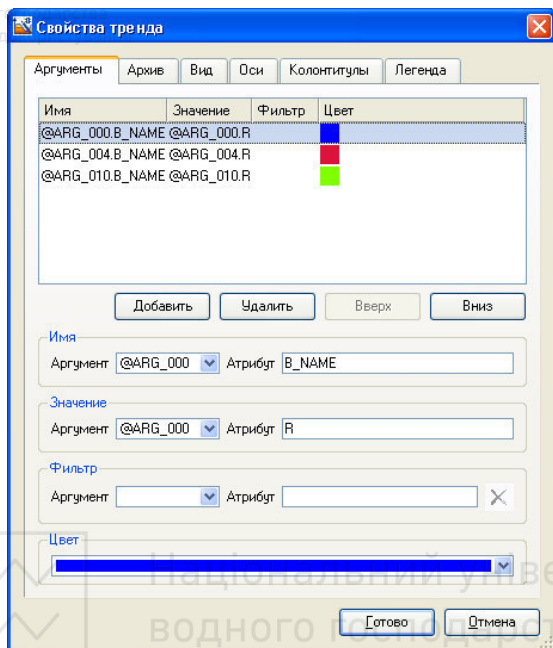 Свойства тренда
Аргументы Архив Вид Оси Колонтитулы Легенда
Имя Значение Фильтр Цвет
@ARG_000.B_NAME @ARG_000.R
@ARG_004.B_NAME @ARG_004.R
@ARG_010.B_NAME @ARG_010.R
Добавить Удалить Вверх Вниз
Имя
Аргумент @ARG_000 Атрибут B_NAME
Значение
Аргумент @ARG_000 Атрибут R
Фильтр
Аргумент Атрибут
Цвет
Національний уніве
Готово Отмена
водного господарст